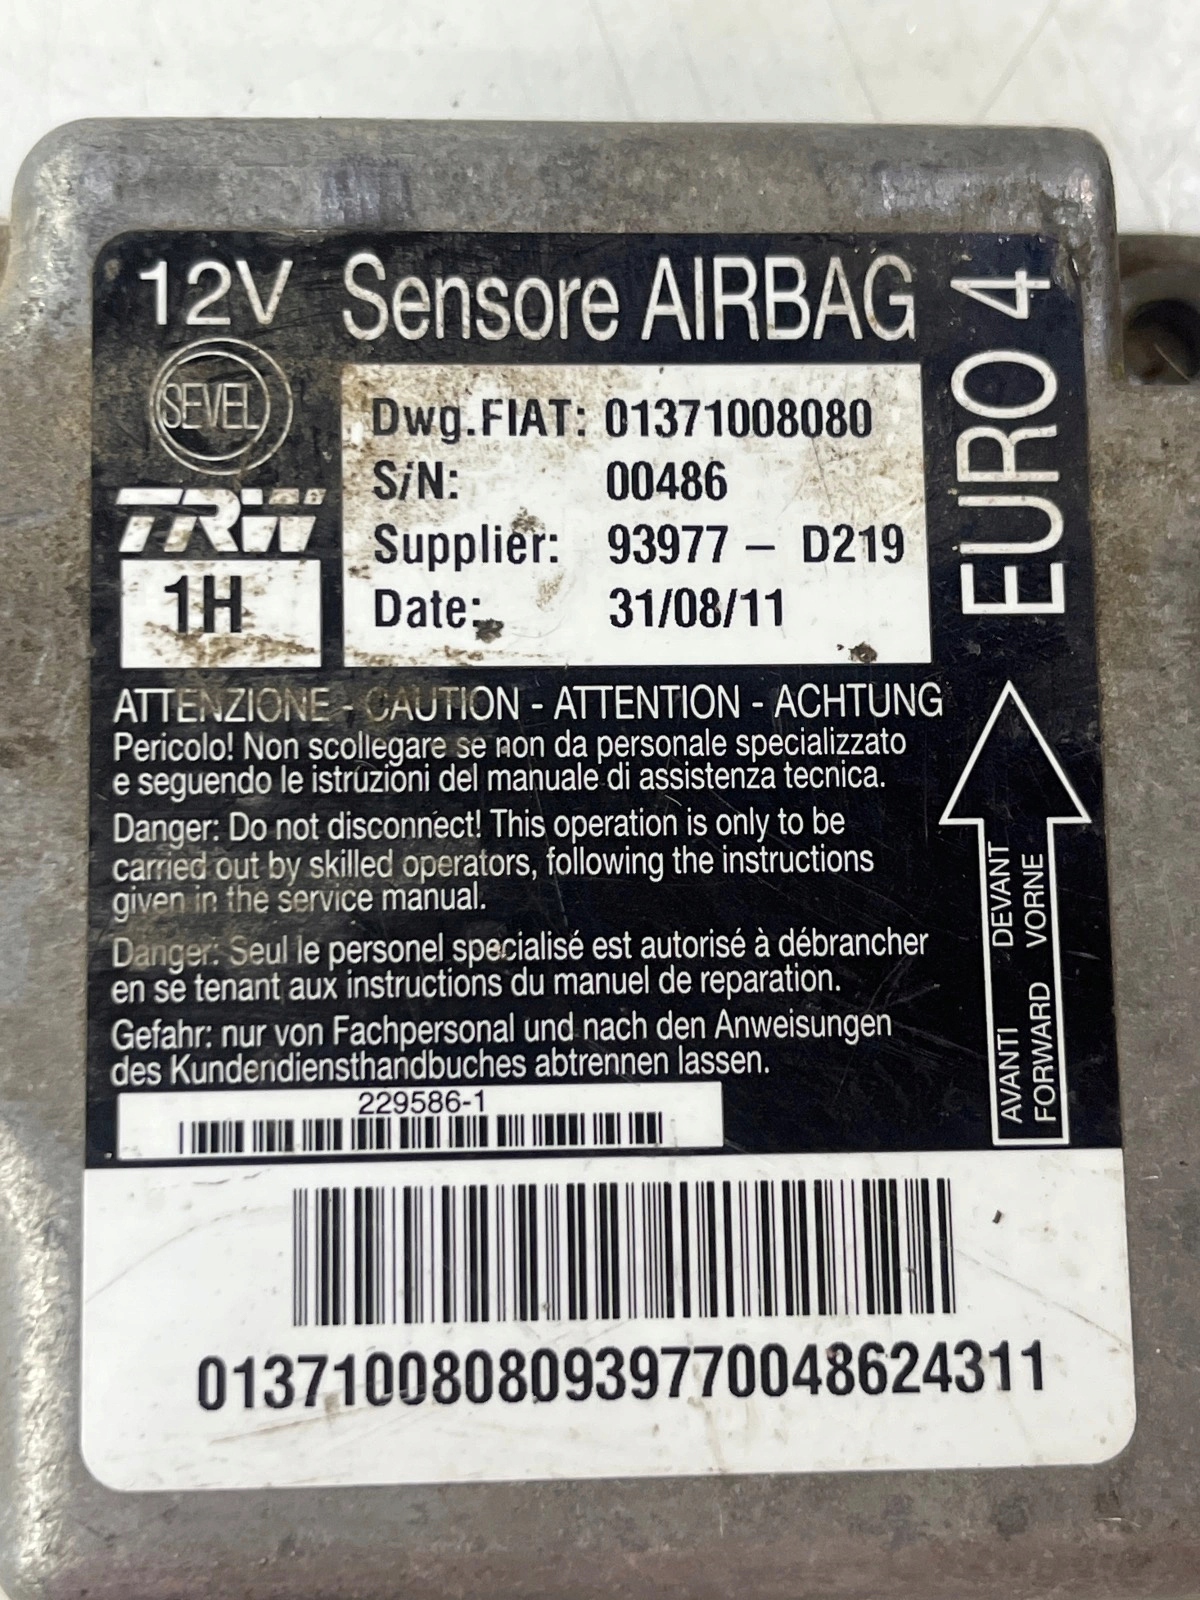 12V Sensore AIRBAG
SEVEL
TRW
1H
Dwg.FIAT: 01371008080
S/N: 00486
Supplier: 93977 – D219
Date: 31/08/11
EURO 4
ATTENZIONE - CAUTION - ATTENTION - ACHTUNG
Pericolo! Non scollegare se non da personale specializzato
e seguendo le istruzioni del manuale di assistenza tecnica.
Danger: Do not disconnect! This operation is only to be
carried out by skilled operators, following the instructions
given in the service manual.
Danger: Seul le personel specialisé est autorisé à débrancher
en se tenant aux instructions du manuel de reparation.
Gefahr: nur von Fachpersonal und nach den Anweisungen
des Kundendiensthandbuches abtrennen lassen.
AVANTI DEVANT
FORWARD VORNE
229586-1
01371008080939770048624311